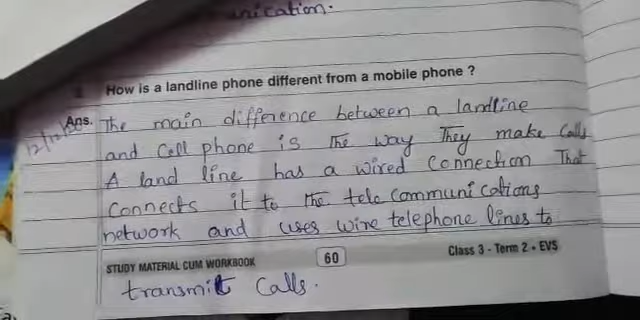 unication.
How is a landline phone different from a mobile phone ?
Ans. The main difference between a landline
and Cell phone is The way They make Calls
A land line has a wired Connection That
Connects it to the tele Communications
network and uses wire telephone lines to
STUDY MATERIAL CUM WORKBOOK 60 Class 3 - Term 2 • EVS
transmit Calls.